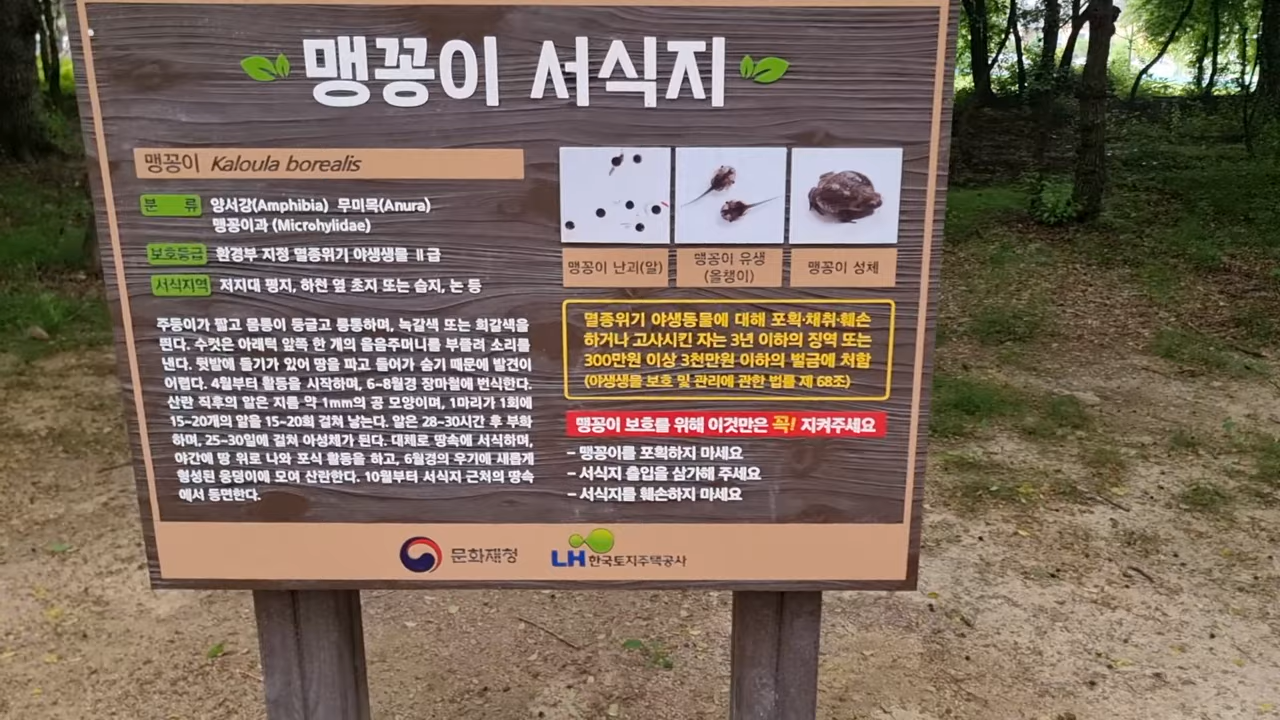 맹꽁이 서식지
맹꽁이 Kaloula borealis
분 류 양서강(Amphibia) 무미목(Anura)
맹꽁이과 (Microhylidae)
보호등급 환경부 지정 멸종위기 야생생물 Ⅱ급
서식지역 저지대 평지, 하천 옆 초지 또는 습지, 논 등
주둥이가 짧고 몸통이 둥글고 통통하며, 녹갈색 또는 회갈색을
띈다. 수컷은 아래턱 앞쪽 한 개의 울음주머니를 부풀려 소리를
낸다. 뒷발에 돌기가 있어 땅을 파고 들어가 숨기 때문에 발견이
어렵다. 4월부터 활동을 시작하며, 6-8월경 장마철에 번식한다.
산란 직후의 알은 지름 약 1mm의 공 모양이며, 1마리가 1회에
15-20개의 알을 15-20회 걸쳐 낳는다. 알은 28-30시간 후 부화
하며, 25-30일에 걸쳐 아성체가 된다. 대체로 땅속에 서식하며,
야간에 땅 위로 나와 포식 활동을 하고, 6월경의 우기에 새롭게
형성된 웅덩이에 모여 산란한다. 10월부터 서식지 근처의 땅속
에서 동면한다.
맹꽁이 난괴(알)
맹꽁이 유생
(올챙이)
맹꽁이 성체
멸종위기 야생동물에 대해 포획·채취·훼손
하거나 고사시킨 자는 3년 이하의 징역 또는
300만원 이상 3천만원 이하의 벌금에 처함
(야생생물 보호 및 관리에 관한 법률 제 68조)
맹꽁이 보호를 위해 이것만은 꼭! 지켜주세요
- 맹꽁이를 포획하지 마세요
- 서식지 출입을 삼가해 주세요
- 서식지를 훼손하지 마세요
문화재청
LH 한국토지주택공사